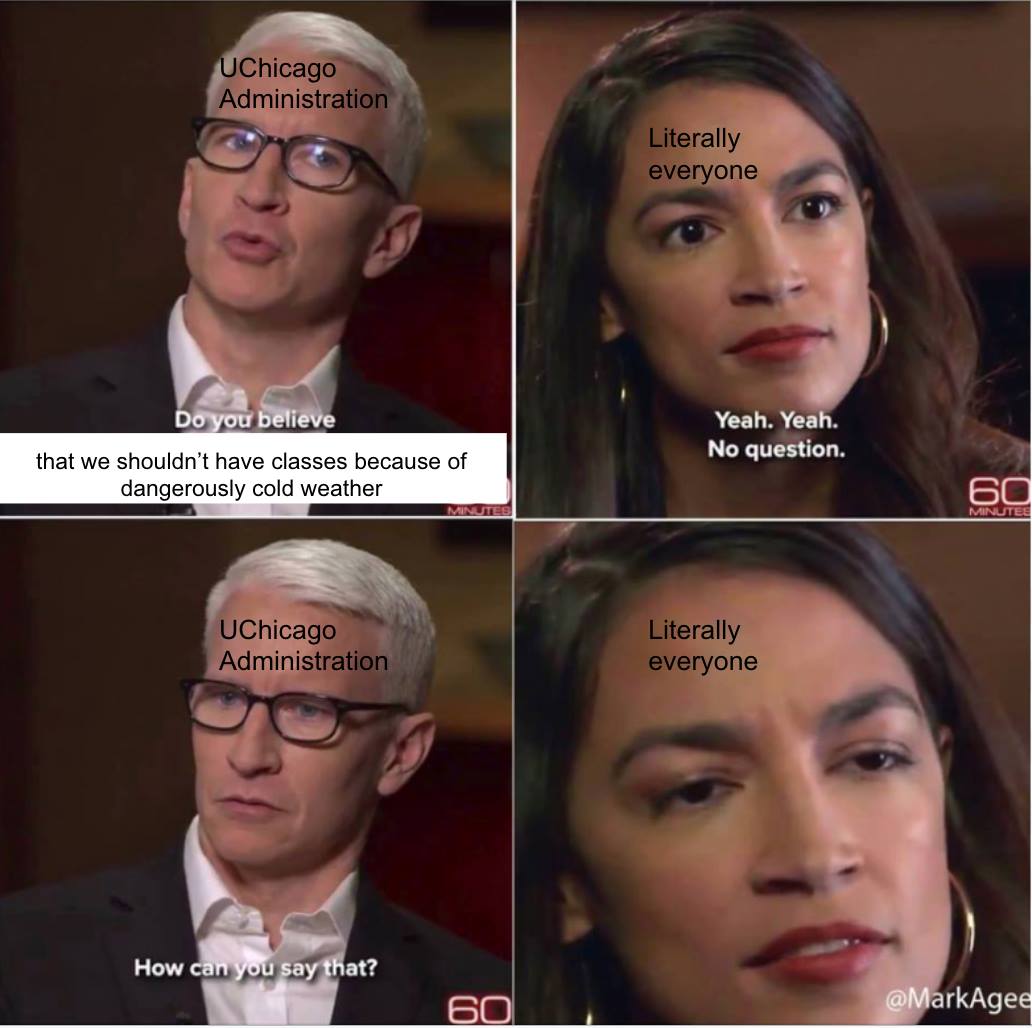 UChicago
Administration
Do you believe
that we shouldn't have classes because of
dangerously cold weather
60
MINUTES
Literally
everyone
Yeah. Yeah.
No question.
60
MINUTES
UChicago
Administration
How can you say that?
60
Literally
everyone
@MarkAgee